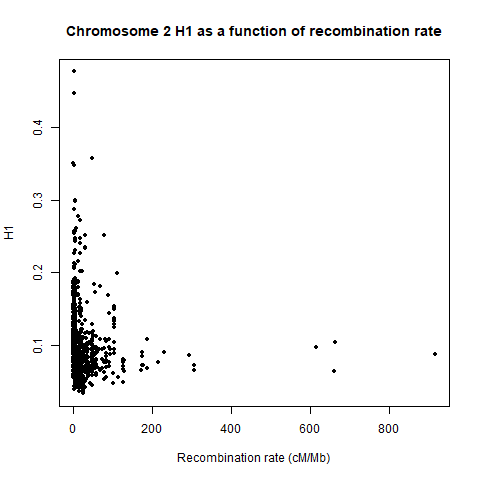 Chromosome 2 H1 as a function of recombination rate
0.4
0.3
0.2
0.1
H1
0 200 400 600 800
Recombination rate (cM/Mb)